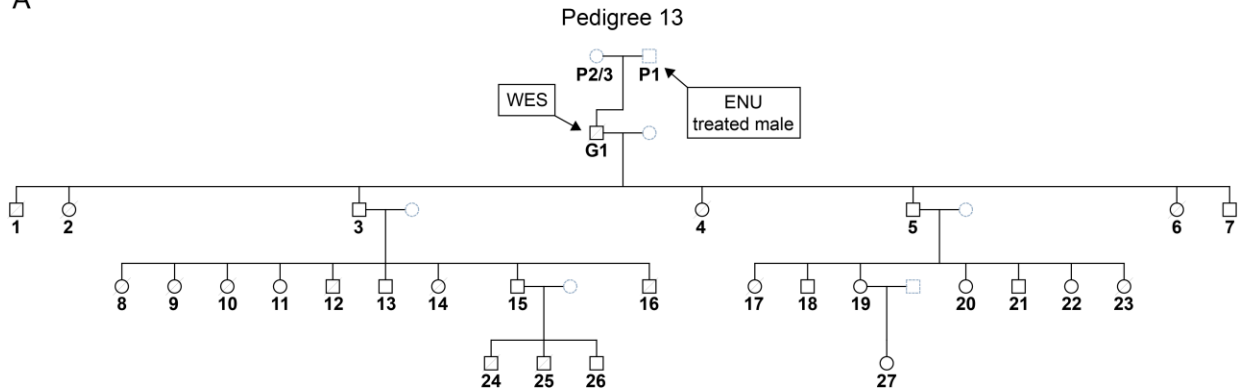 A
Pedigree 13
P2/3 P1
WES
ENU
treated male
G1
1 2 3 4 5 6 7
8 9 10 11 12 13 14 15 16 17 18 19 20 21 22 23
24 25 26 27